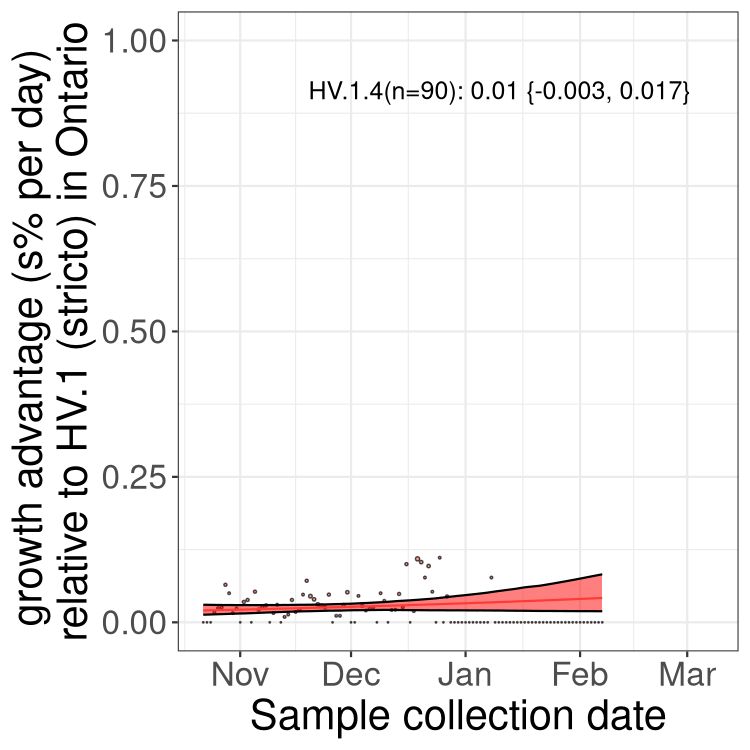 growth advantage (s% per day)
relative to HV.1 (stricto) in Ontario
1.00
HV.1.4(n=90): 0.01 {-0.003, 0.017}
0.75
0.50
0.25
0.00
Nov Dec Jan Feb Mar
Sample collection date